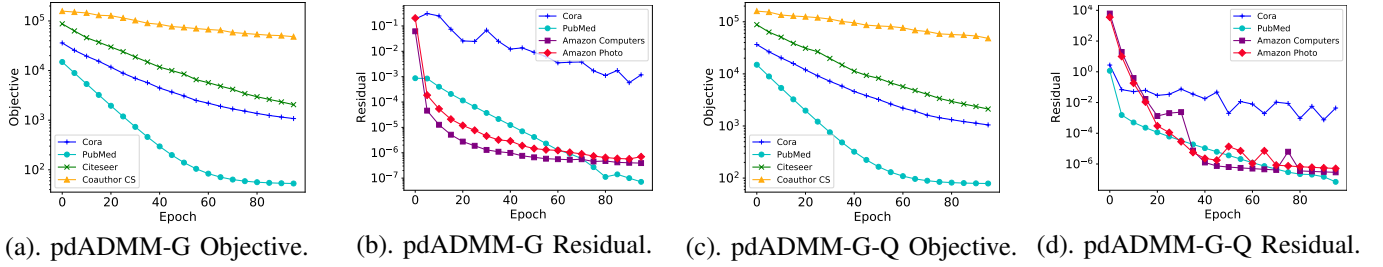 10^5
10^4
10^3
10^2
Objective
Cora
PubMed
Citeseer
Coauthor CS
0 20 40 60 80
Epoch
(a). pdADMM-G Objective.
10^-1
10^-2
10^-3
10^-4
10^-5
10^-6
10^-7
Residual
Cora
PubMed
Amazon Computers
Amazon Photo
0 20 40 60 80
Epoch
(b). pdADMM-G Residual.
10^5
10^4
10^3
10^2
Objective
Cora
PubMed
Citeseer
Coauthor CS
0 20 40 60 80
Epoch
(c). pdADMM-G-Q Objective.
10^4
10^2
10^0
10^-2
10^-4
10^-6
Residual
Cora
PubMed
Amazon Computers
Amazon Photo
0 20 40 60 80
Epoch
(d). pdADMM-G-Q Residual.